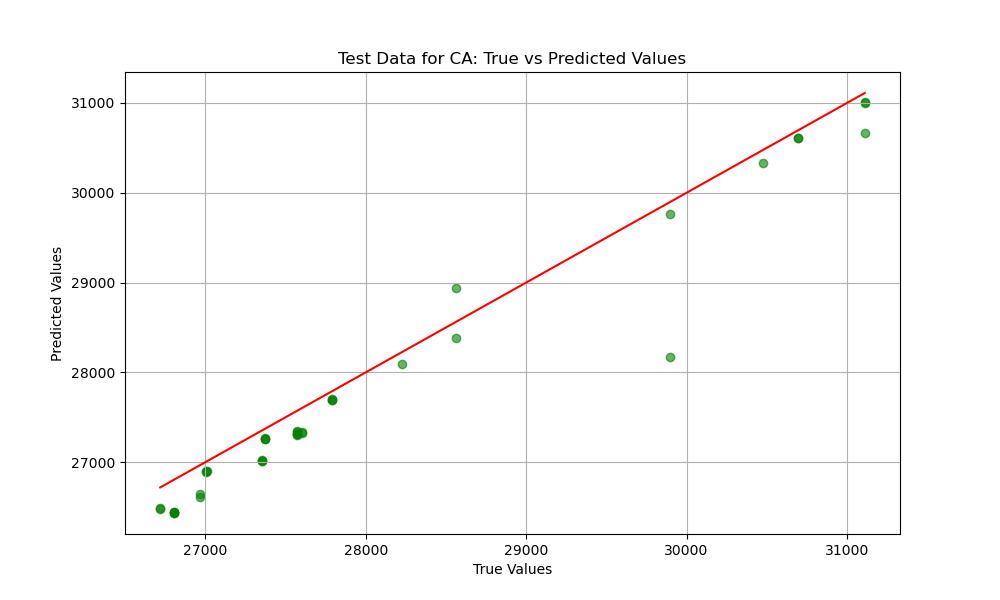 Test Data for CA: True vs Predicted Values
31000
30000
29000
28000
27000
Predicted Values
27000 28000 29000 30000 31000
True Values